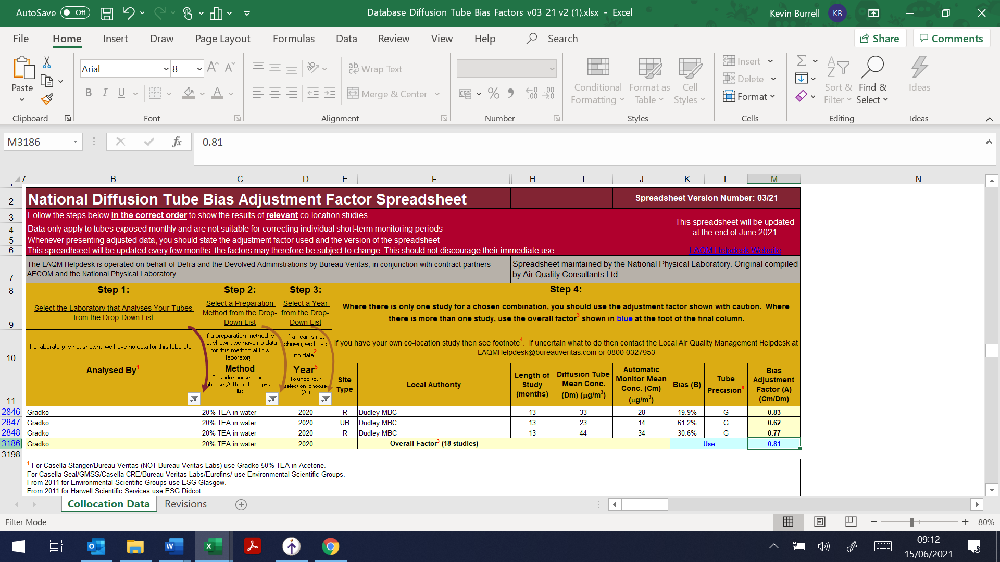 AutoSave Off Database_Diffusion_Tube_Bias_Factors_v03_21 v2 (1).xlsx - Excel Kevin Burrell KB
File Home Insert Draw Page Layout Formulas Data Review View Help Search Share Comments
Paste Arial 8 Wrap Text Merge & Center
B I U
Conditional Formatting Format as Table Cell Styles
Insert
Delete
Format
Sort & Filter Find & Select Ideas
Clipboard Font Alignment Number Styles Cells Editing Ideas
M3186 fx 0.81
A B C D E F H I J K L M N
2 National Diffusion Tube Bias Adjustment Factor Spreadsheet Spreadsheet Version Number: 03/21
3 Follow the steps below in the correct order to show the results of relevant co-location studies
4 Data only apply to tubes exposed monthly and are not suitable for correcting individual short-term monitoring periods
5 Whenever presenting adjusted data, you should state the adjustment factor used and the version of the spreadsheet
6 This spreadhseet will be updated every few months: the factors may therefore be subject to change. This should not discourage their immediate use.
This spreadsheet will be updated
at the end of June 2021
LAQM Helpdesk Website
7 The LAQM Helpdesk is operated on behalf of Defra and the Devolved Administrations by Bureau Veritas, in conjunction with contract partners
AECOM and the National Physical Laboratory.
Spreadsheet maintained by the National Physical Laboratory. Original compiled
by Air Quality Consultants Ltd.
8 Step 1: Step 2: Step 3: Step 4:
9 Select the Laboratory that Analyses Your Tubes
from the Drop-Down List
Select a Preparation
Method from the Drop-
Down List
Select a Year
from the Drop-
Down List
Where there is only one study for a chosen combination, you should use the adjustment factor shown with caution. Where
there is more than one study, use the overall factor3 shown in blue at the foot of the final column.
10 If a laboratory is not shown, we have no data for this laboratory.
If a preparation method is
not shown, we have no data
for this method at this
laboratory.
If a year is not
shown, we have
no data2
If you have your own co-location study then see footnote4. If uncertain what to do then contact the Local Air Quality Management Helpdesk at
LAQMHelpdesk@bureauveritas.com or 0800 0327953
11 Analysed By1
Method
To undo your selection,
choose (All) from the pop-up
list
Year5
To undo your
selection, choose
(All)
Site
Type
Local Authority
Length of
Study
(months)
Diffusion Tube
Mean Conc.
(Dm) (μg/m3)
Automatic
Monitor Mean
Conc. (Cm)
(μg/m3)
Bias (B)
Tube
Precision6
Bias
Adjustment
Factor (A)
(Cm/Dm)
2846 Gradko 20% TEA in water 2020 R Dudley MBC 13 33 28 19.9% G 0.83
2847 Gradko 20% TEA in water 2020 UB Dudley MBC 13 23 14 61.2% G 0.62
2848 Gradko 20% TEA in water 2020 R Dudley MBC 13 44 34 30.6% G 0.77
3186 Gradko 20% TEA in water 2020 Overall Factor3 (18 studies) Use 0.81
3198
1 For Casella Stanger/Bureau Veritas (NOT Bureau Veritas Labs) use Gradko 50% TEA in Acetone.
For Casella Seal/GMSS/Casella CRE/Bureau Veritas Labs/Eurofins/ use Environmental Scientific Groups.
From 2011 for Environmental Scientific Groups use ESG Glasgow.
From 2011 for Harwell Scientific Services use ESG Didcot.
Collocation Data Revisions
Filter Mode 80%
09:12
15/06/2021